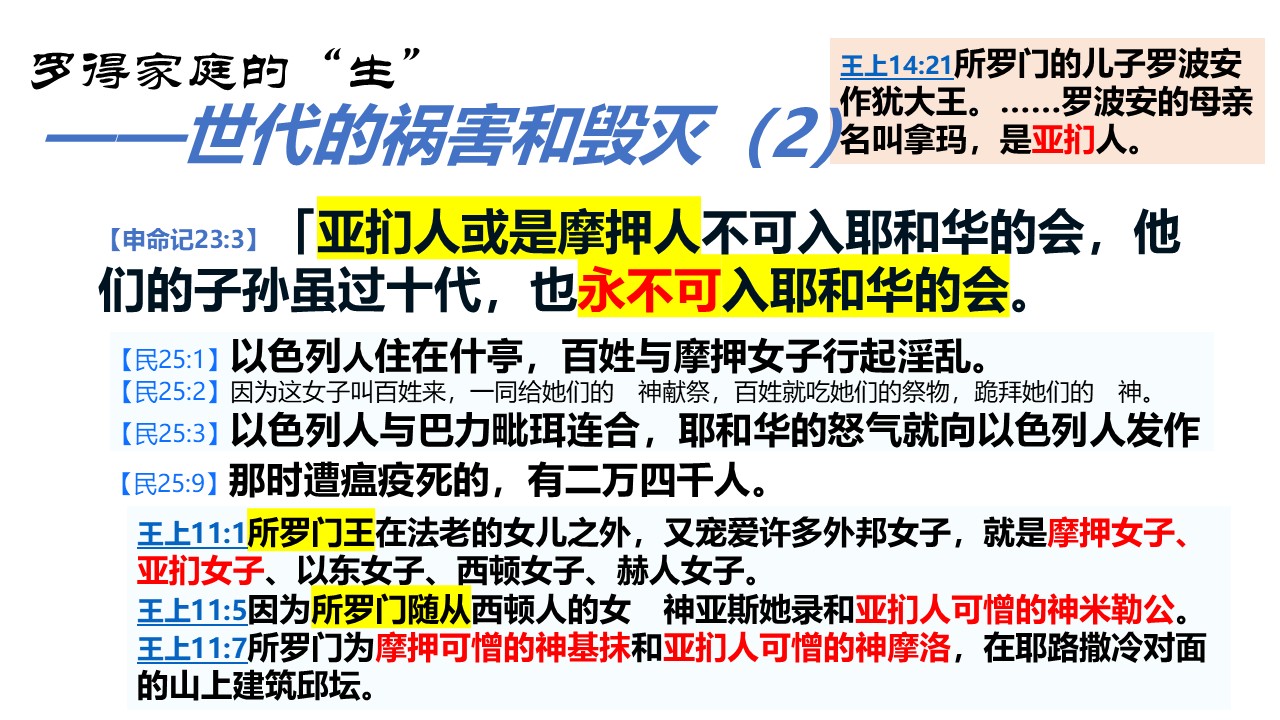 罗得家庭的“生”
——世代的祸害和毁灭（2）
王上14:21所罗门的儿子罗波安
作犹大王。……罗波安的母亲
名叫拿玛，是亚扪人。
【申命记23:3】「亚扪人或是摩押人不可入耶和华的会，他
们的子孙虽过十代，也永不可入耶和华的会。
【民25:1】以色列人住在什亭，百姓与摩押女子行起淫乱。
【民25:2】因为这女子叫百姓来，一同给她们的　神献祭，百姓就吃她们的祭物，跪拜她们的　神。
【民25:3】以色列人与巴力毗珥连合，耶和华的怒气就向以色列人发作
【民25:9】那时遭瘟疫死的，有二万四千人。
王上11:1所罗门王在法老的女儿之外，又宠爱许多外邦女子，就是摩押女子、
亚扪女子、以东女子、西顿女子、赫人女子。
王上11:5因为所罗门随从西顿人的女　神亚斯她录和亚扪人可憎的神米勒公。
王上11:7所罗门为摩押可憎的神基抹和亚扪人可憎的神摩洛，在耶路撒冷对面
的山上建筑邱坛。